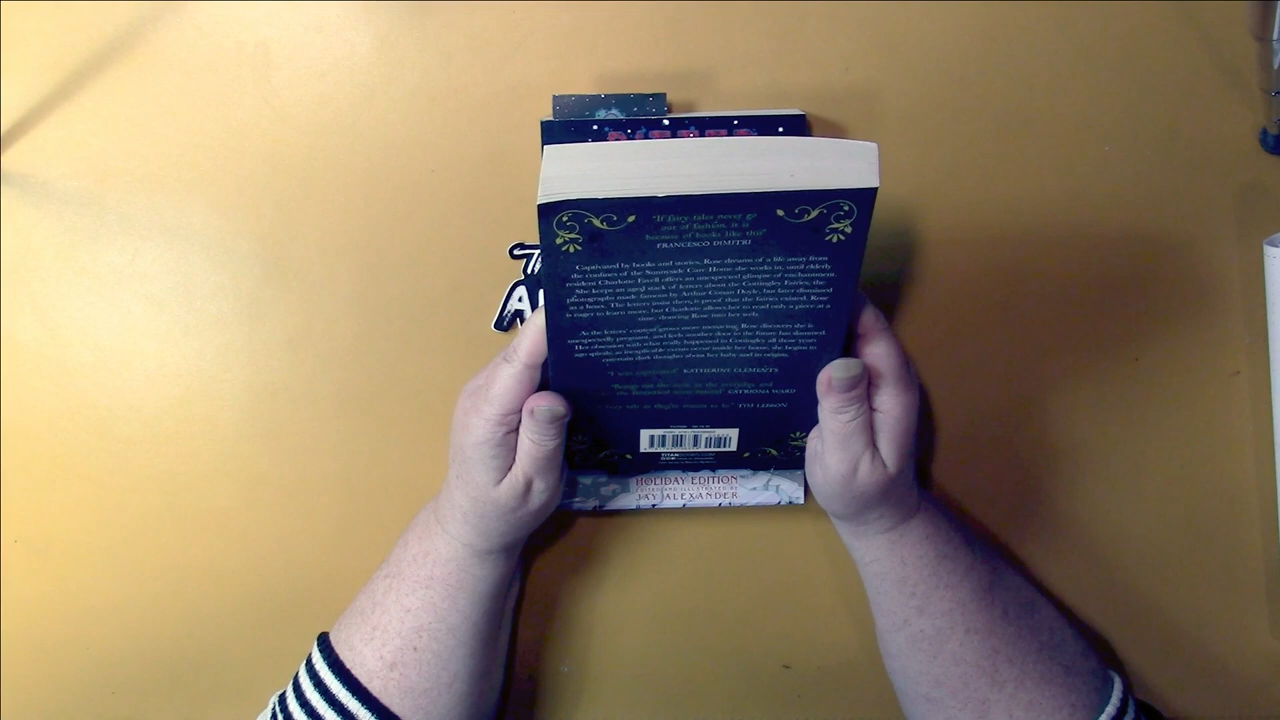 "If fairy tales never go
out of fashion, it is
because of books like this"
FRANCESCO DIMITRI
Captivated by books and stories, Rose dreams of a life away from
the confines of the Sunnyside Care Home she works in, until elderly
resident Charlotte Favell offers an unexpected glimpse of enchantment.
She keeps an aged stack of letters about the Cottingley Fairies, the
photographs made famous by Arthur Conan Doyle, but later dismissed
as a hoax. The letters insist there is proof that the fairies existed. Rose
is eager to learn more, but Charlotte allows her to read only a piece at a
time, drawing Rose into her web.
As the letters' content grows more menacing, Rose discovers she is
unexpectedly pregnant, and feels another door to the future has slammed.
Her obsession with what really happened in Cottingley all those years
ago spirals; as inexplicable events occur inside her home, she begins to
entertain dark thoughts about her baby and its origins.
"I was captivated" KATHERINE CLEMENTS
CATRIONA WARD
TIM LEBBON
TITANBOOKS.COM
HOLIDAY EDITION
EDITED AND ILLUSTRATED BY
JAY ALEXANDER